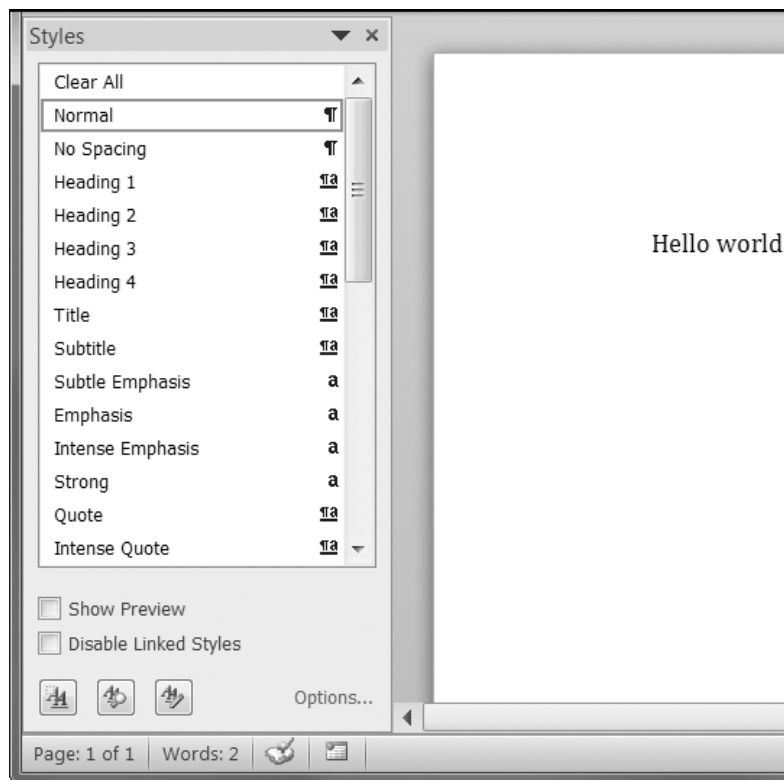 Styles
Clear All
Normal ¶
No Spacing ¶
Heading 1 ¶a
Heading 2 ¶a
Heading 3 ¶a
Heading 4 ¶a
Title ¶a
Subtitle ¶a
Subtle Emphasis a
Emphasis a
Intense Emphasis a
Strong a
Quote ¶a
Intense Quote ¶a
Show Preview
Disable Linked Styles
Options...
Page: 1 of 1 Words: 2
Hello world